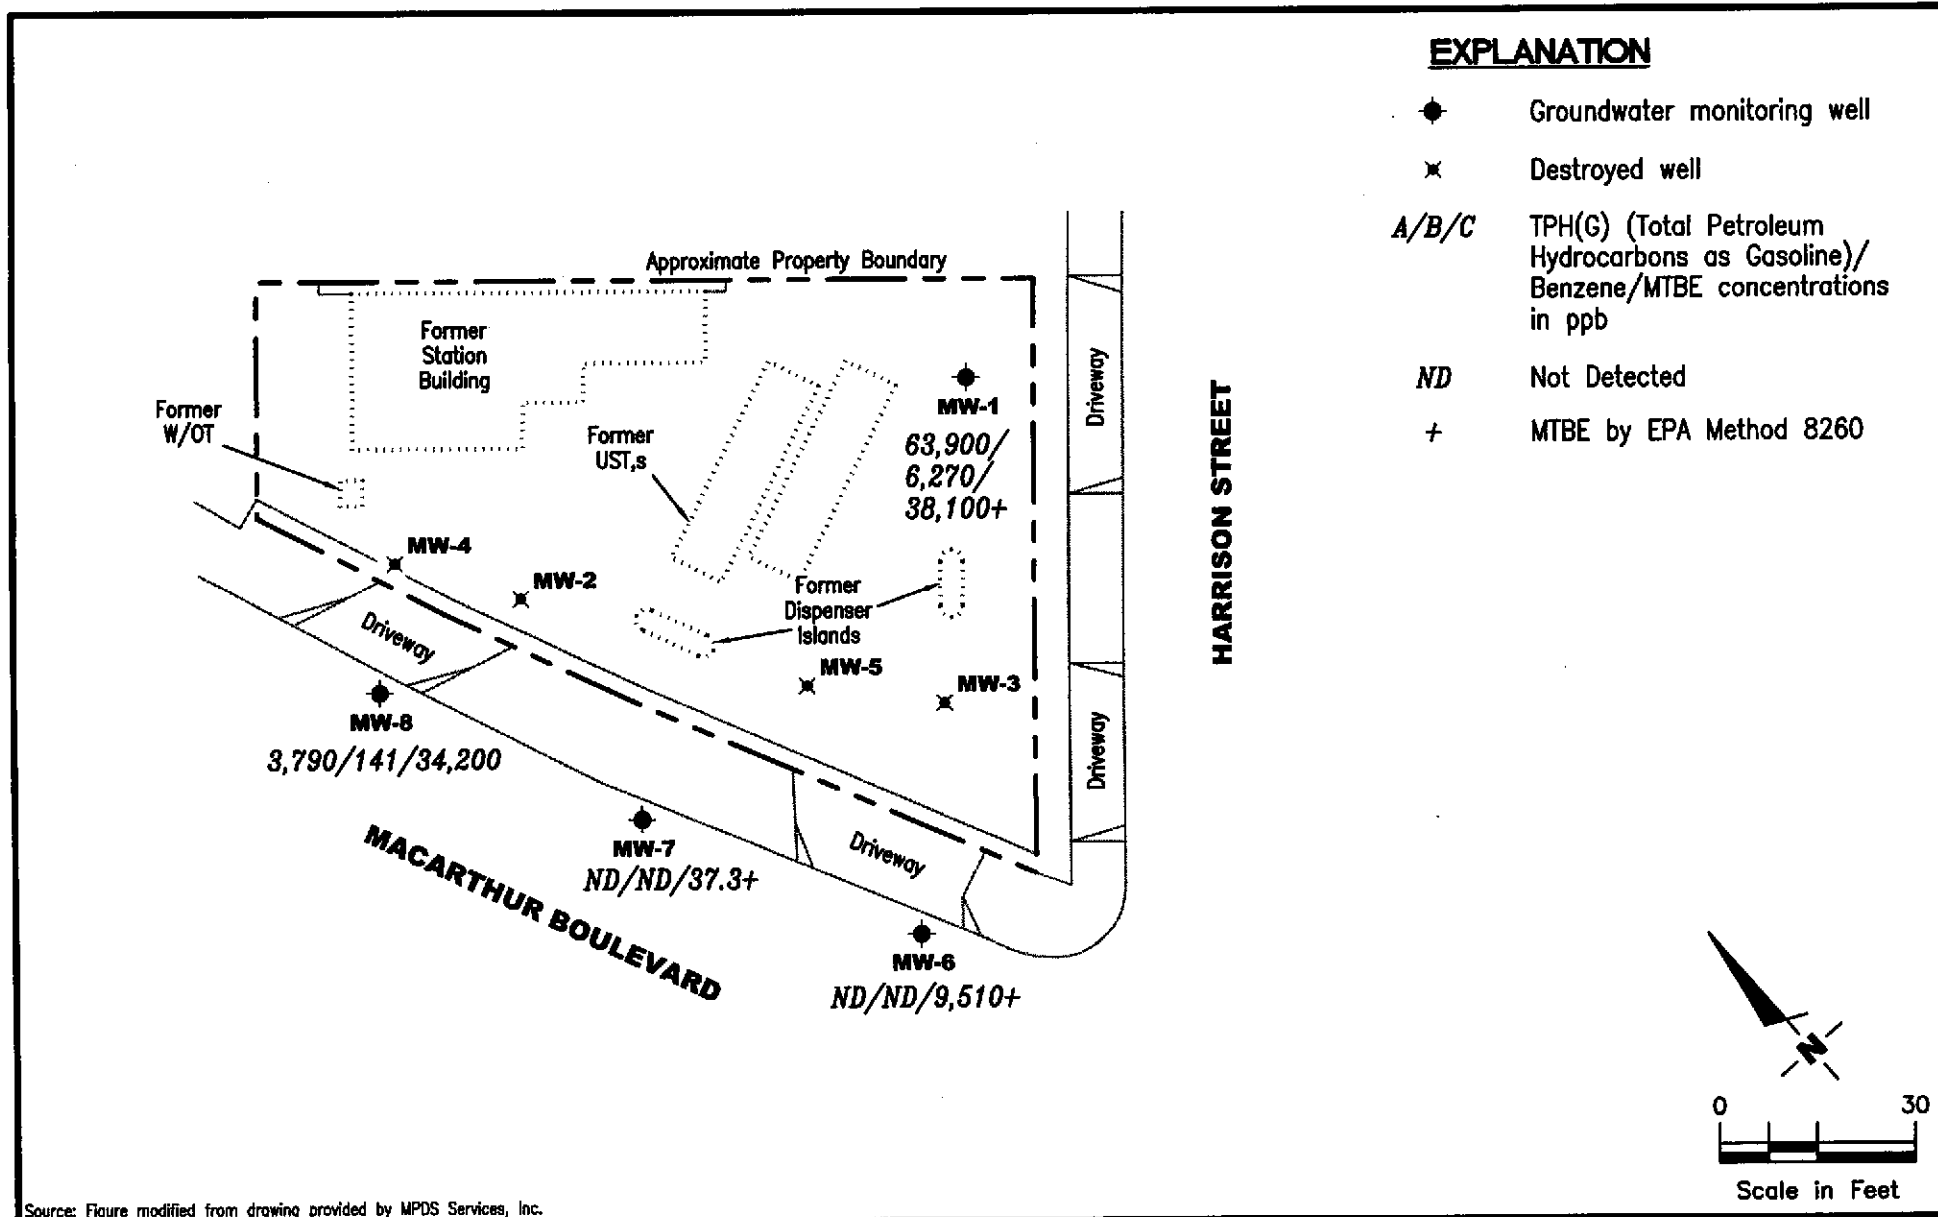 EXPLANATION
Groundwater monitoring well
Destroyed well
A/B/C TPH(G) (Total Petroleum
Hydrocarbons as Gasoline)/
Benzene/MTBE concentrations
in ppb
ND Not Detected
+ MTBE by EPA Method 8260
Approximate Property Boundary
Former
Station
Building
Former
W/OT
Former
UST,s
MW-1
63,900/
6,270/
38,100+
Driveway
HARRISON STREET
MW-4
MW-2
Former
Dispenser
Islands
Driveway
MW-5
MW-3
MW-8
3,790/141/34,200
Driveway
MW-7
ND/ND/37.3+
Driveway
MACARTHUR BOULEVARD
MW-6
ND/ND/9,510+
N
0 30
Scale in Feet
Source: Figure modified from drawing provided by MPDS Services, Inc.